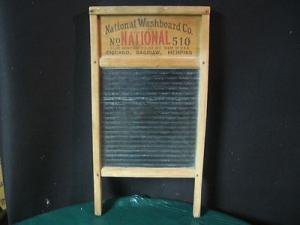 National Washboard Co.
No NATIONAL 510
CHICAGO, SAGINAW, MEMPHIS